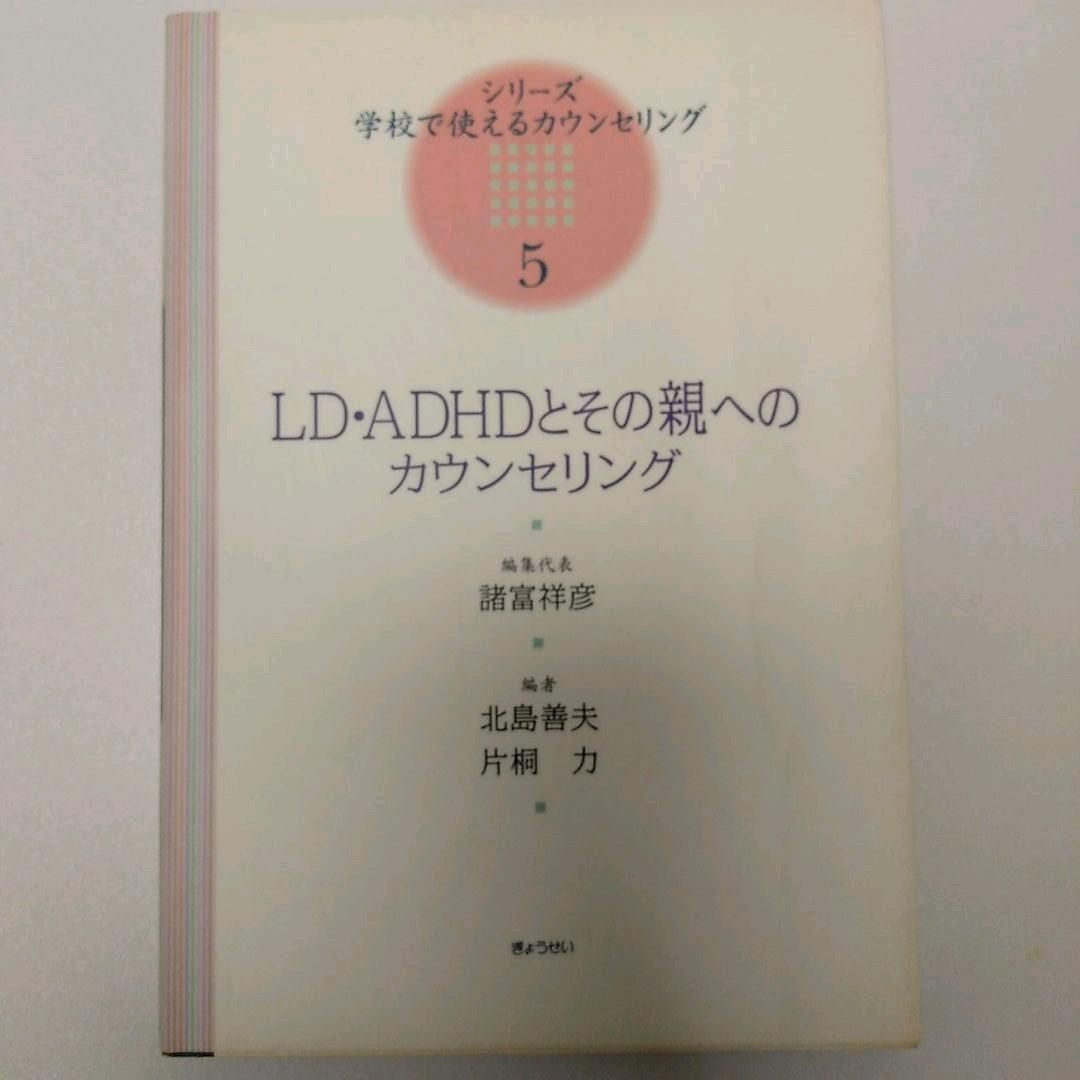 シリーズ
学校で使えるカウンセリング
5
LD・ADHDとその親への
カウンセリング
編集代表
諸富祥彦
編者
北島善夫
片桐　力
ぎょうせい